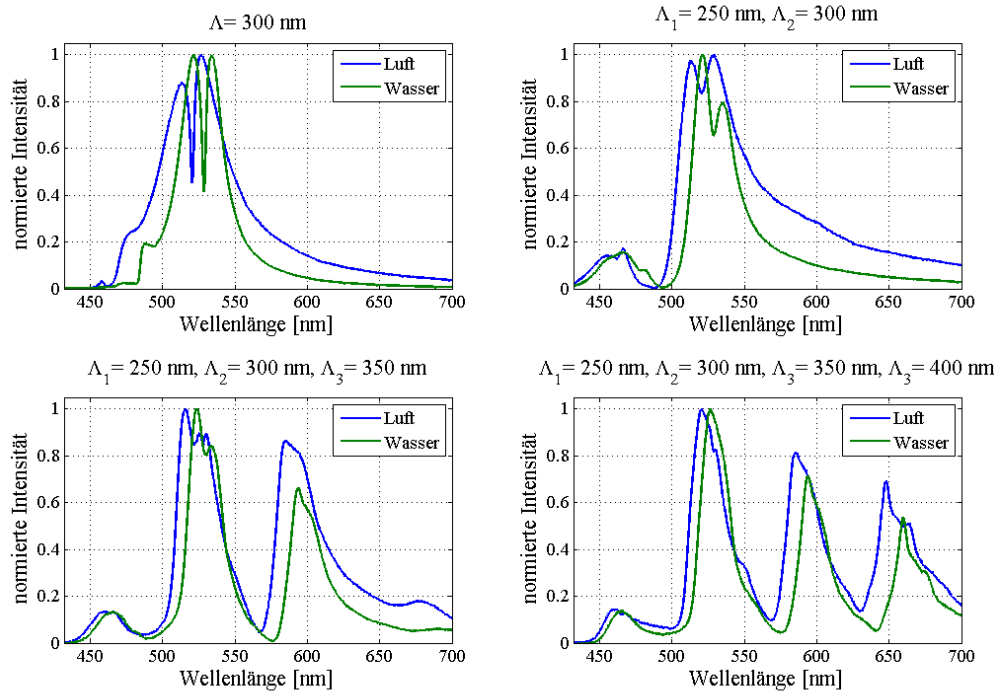 Λ= 300 nm
normierte Intensität
1
0.8
0.6
0.4
0.2
0
Luft
Wasser
450 500 550 600 650 700
Wellenlänge [nm]
Λ1= 250 nm, Λ2= 300 nm
normierte Intensität
1
0.8
0.6
0.4
0.2
0
Luft
Wasser
450 500 550 600 650 700
Wellenlänge [nm]
Λ1= 250 nm, Λ2= 300 nm, Λ3= 350 nm
normierte Intensität
1
0.8
0.6
0.4
0.2
0
Luft
Wasser
450 500 550 600 650 700
Wellenlänge [nm]
Λ1= 250 nm, Λ2= 300 nm, Λ3= 350 nm, Λ3= 400 nm
normierte Intensität
1
0.8
0.6
0.4
0.2
0
Luft
Wasser
450 500 550 600 650 700
Wellenlänge [nm]